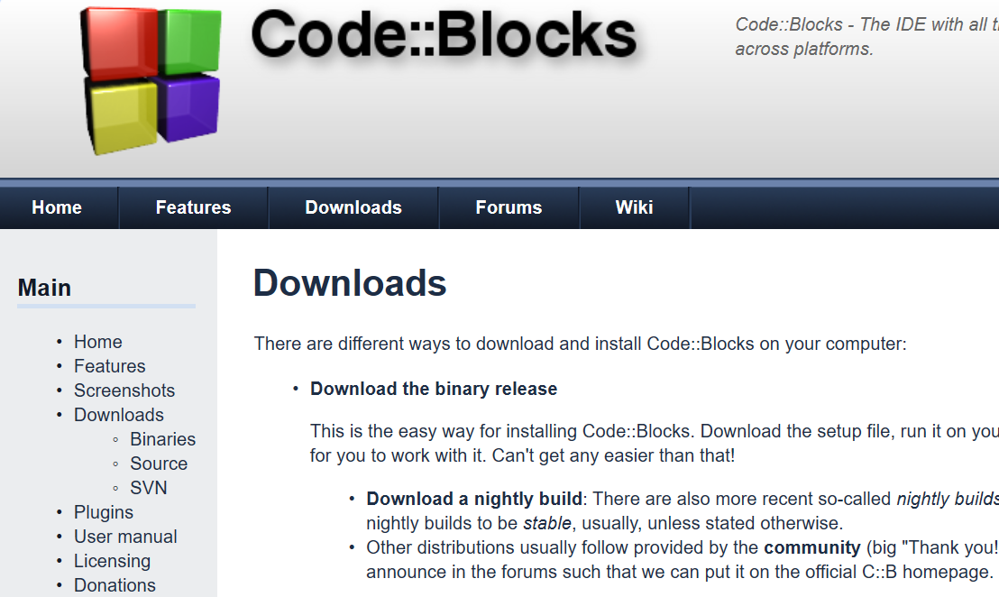 Code::Blocks
Code::Blocks - The IDE with all
across platforms.
Home Features Downloads Forums Wiki
Main
• Home
• Features
• Screenshots
• Downloads
◦ Binaries
◦ Source
◦ SVN
• Plugins
• User manual
• Licensing
• Donations
Downloads
There are different ways to download and install Code::Blocks on your computer:
• Download the binary release
This is the easy way for installing Code::Blocks. Download the setup file, run it on you
for you to work with it. Can't get any easier than that!
• Download a nightly build: There are also more recent so-called nightly builds
nightly builds to be stable, usually, unless stated otherwise.
• Other distributions usually follow provided by the community (big "Thank you!
announce in the forums such that we can put it on the official C::B homepage.